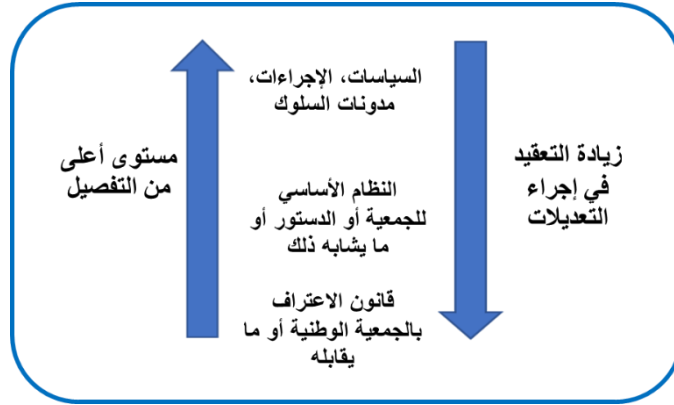 السياسات، الإجراءات،
مدونات السلوك
زيادة التعقيد
في إجراء
التعديلات
مستوى أعلى
من التفصيل
النظام الأساسي
للجمعية أو الدستور أو
ما يشابه ذلك
قانون الاعتراف
بالجمعية الوطنية أو ما
يقابله